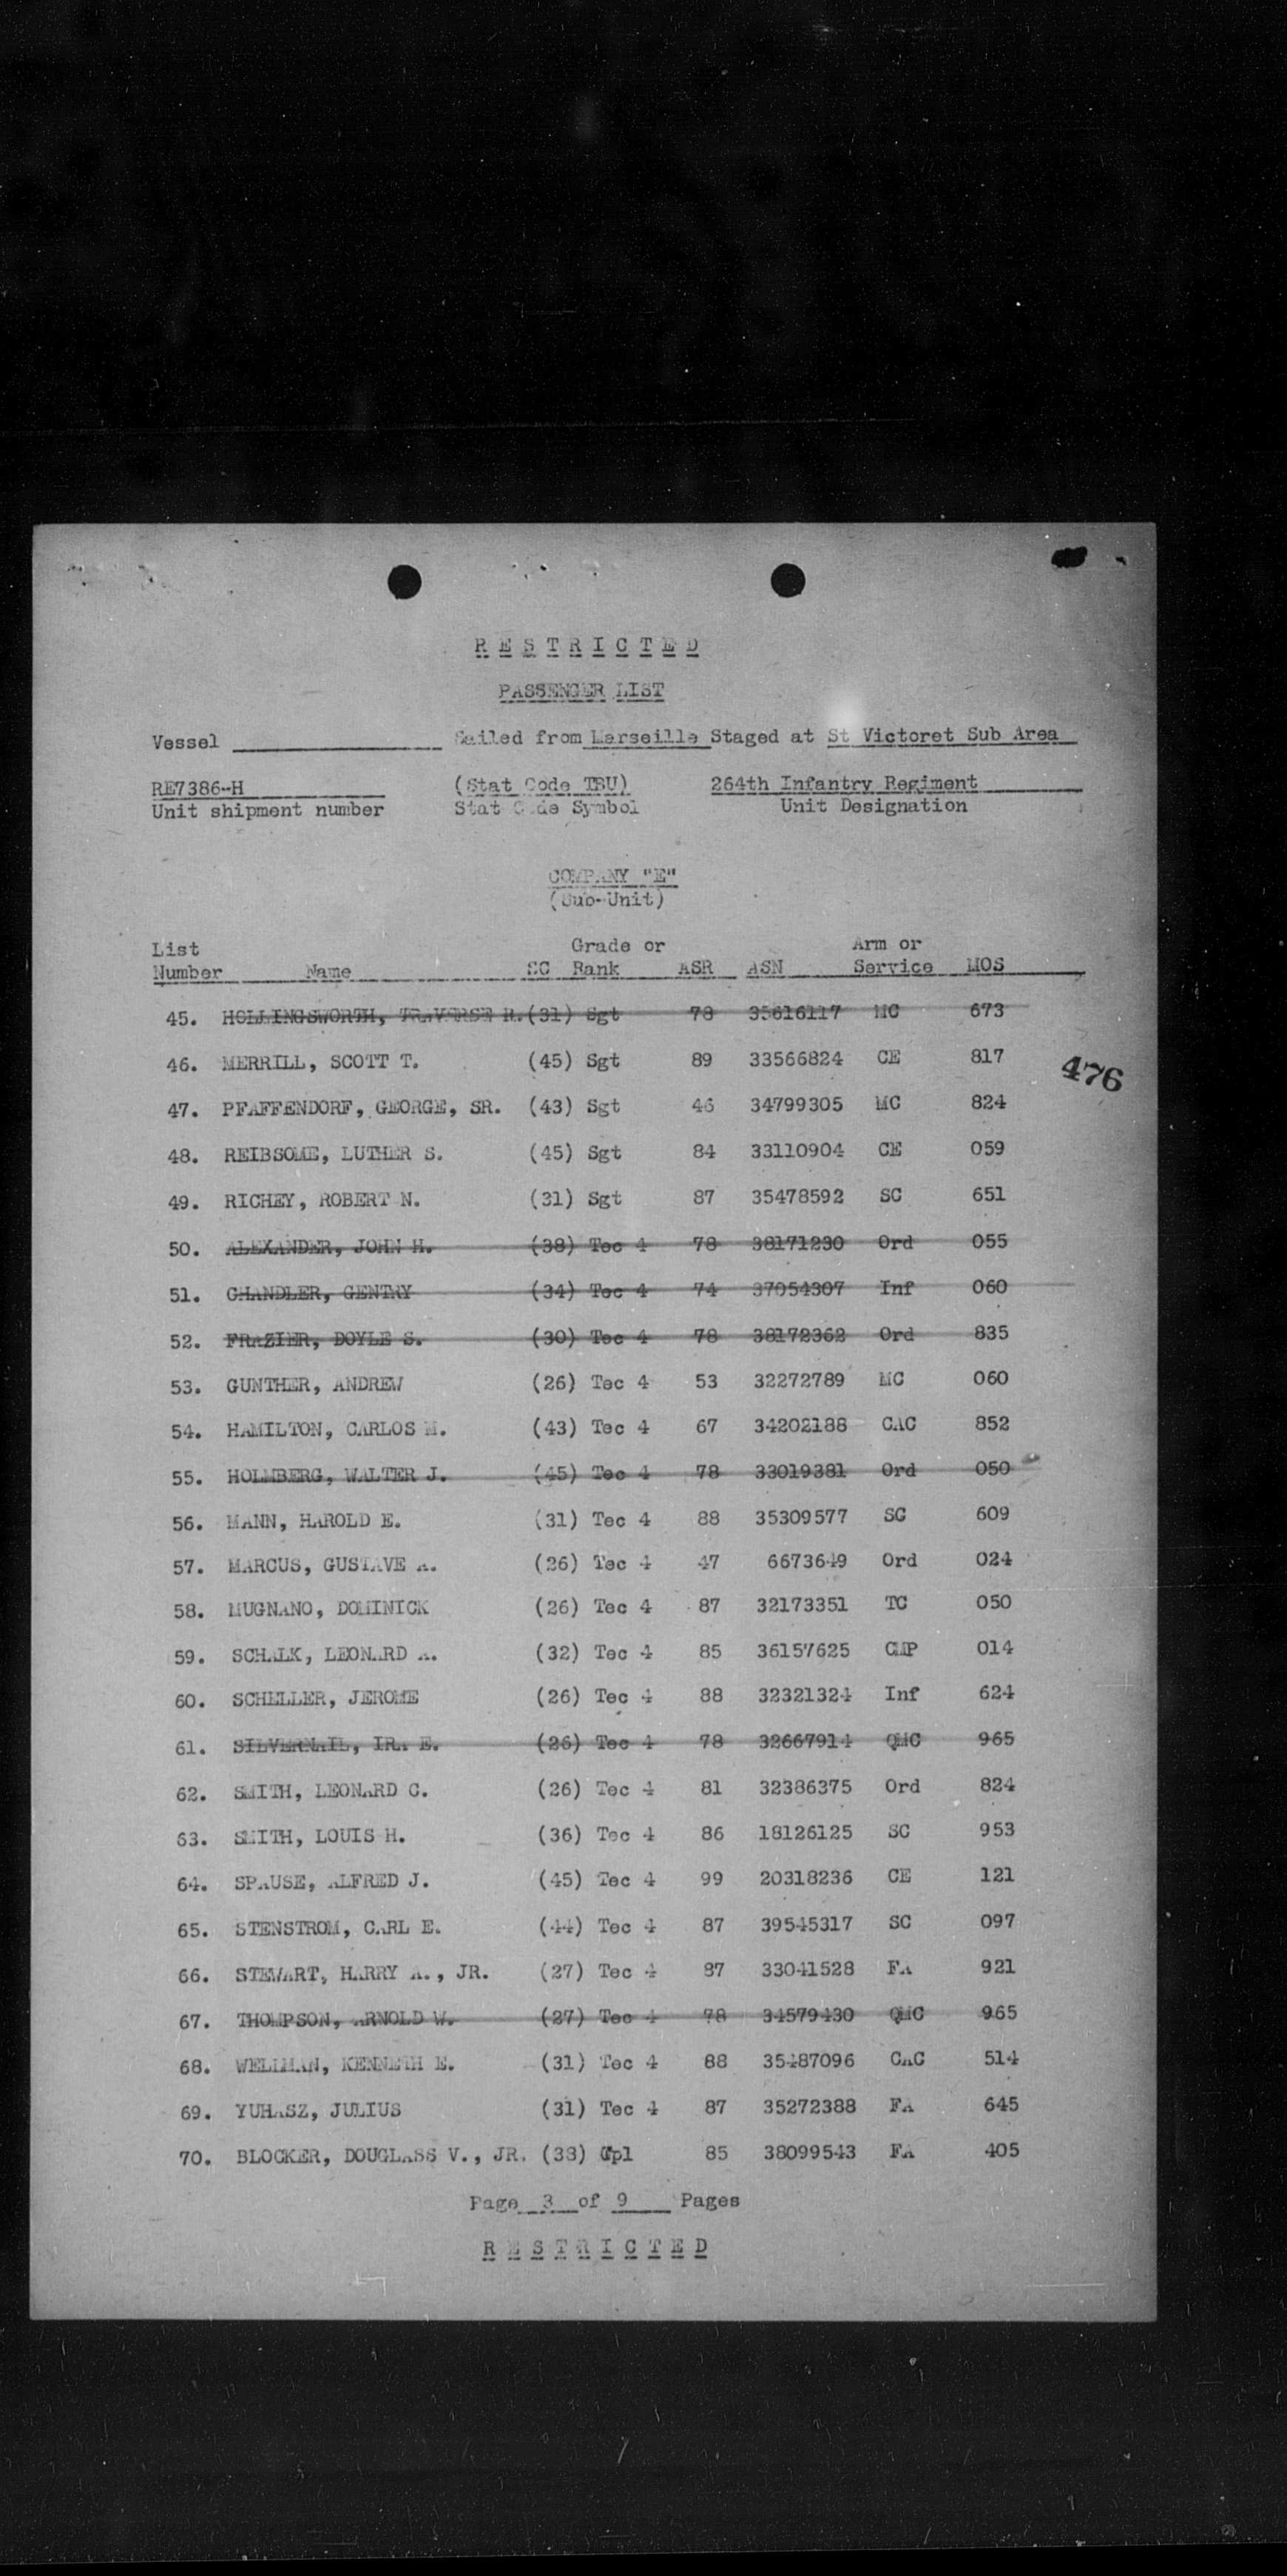 RESTRICTED
PASSENGER LIST
Vessel Sailed from Marseille Staged at St Victoret Sub Area
RE7386-H (Stat Code TBU) 264th Infantry Regiment
Unit shipment number Stat Code Symbol Unit Designation
COMPANY "E"
(Sub-Unit)
List Grade or Arm or
Number Name SC Rank ASR ASN Service MOS
45. HOLLINGSWORTH, TRAVERSE R. (31) Sgt 78 35616117 MC 673
46. MERRILL, SCOTT T. (45) Sgt 89 33566824 CE 817
476
47. PFAFFENDORF, GEORGE, SR. (43) Sgt 46 34799305 MC 824
48. REIBSOME, LUTHER S. (45) Sgt 84 33110904 CE 059
49. RICHEY, ROBERT N. (31) Sgt 87 35478592 SC 651
50. ALEXANDER, JOHN H. (38) Tec 4 78 38171230 Ord 055
51. CHANDLER, GENTRY (34) Tec 4 74 37054307 Inf 060
52. FRAZIER, DOYLE S. (30) Tec 4 78 38172362 Ord 835
53. GUNTHER, ANDREW (26) Tec 4 53 32272789 MC 060
54. HAMILTON, CARLOS M. (43) Tec 4 67 34202188 CAC 852
55. HOLMBERG, WALTER J. (45) Tec 4 78 33019381 Ord 050
56. MANN, HAROLD E. (31) Tec 4 88 35309577 SC 609
57. MARCUS, GUSTAVE A. (26) Tec 4 47 6673649 Ord 024
58. MUGNANO, DOMINICK (26) Tec 4 87 32173351 TC 050
59. SCHALK, LEONARD A. (32) Tec 4 85 36157625 CMP 014
60. SCHELLER, JEROME (26) Tec 4 88 32321324 Inf 624
61. SILVERNAIL, IRA E. (26) Tec 4 78 32667914 QMC 965
62. SMITH, LEONARD C. (26) Tec 4 81 32386375 Ord 824
63. SMITH, LOUIS H. (36) Tec 4 86 18126125 SC 953
64. SPAUSE, ALFRED J. (45) Tec 4 99 20318236 CE 121
65. STENSTROM, CARL E. (44) Tec 4 87 39545317 SC 097
66. STEWART, HARRY A., JR. (27) Tec 4 87 33041528 FA 921
67. THOMPSON, ARNOLD W. (27) Tec 4 78 34579430 QMC 965
68. WELLMAN, KENNETH E. (31) Tec 4 88 35487096 CAC 514
69. YUHASZ, JULIUS (31) Tec 4 87 35272388 FA 645
70. BLOCKER, DOUGLASS V., JR. (38) Cpl 85 38099543 FA 405
Page 3 of 9 Pages
RESTRICTED